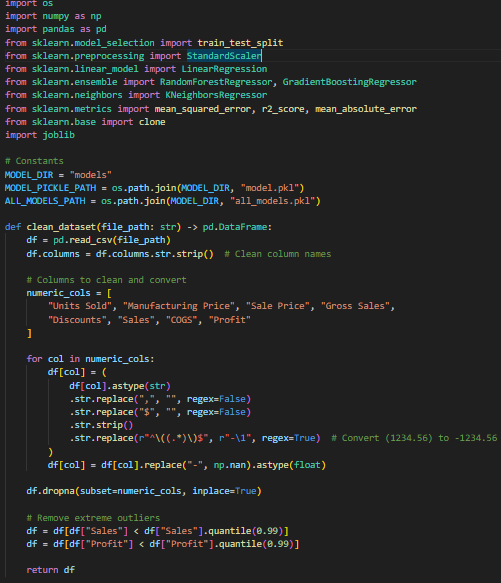 import os
import numpy as np
import pandas as pd
from sklearn.model_selection import train_test_split
from sklearn.preprocessing import StandardScaler
from sklearn.linear_model import LinearRegression
from sklearn.ensemble import RandomForestRegressor, GradientBoostingRegressor
from sklearn.neighbors import KNeighborsRegressor
from sklearn.metrics import mean_squared_error, r2_score, mean_absolute_error
from sklearn.base import clone
import joblib

# Constants
MODEL_DIR = "models"
MODEL_PICKLE_PATH = os.path.join(MODEL_DIR, "model.pkl")
ALL_MODELS_PATH = os.path.join(MODEL_DIR, "all_models.pkl")

def clean_dataset(file_path: str) -> pd.DataFrame:
    df = pd.read_csv(file_path)
    df.columns = df.columns.str.strip()  # Clean column names

    # Columns to clean and convert
    numeric_cols = [
        "Units Sold", "Manufacturing Price", "Sale Price", "Gross Sales",
        "Discounts", "Sales", "COGS", "Profit"
    ]

    for col in numeric_cols:
        df[col] = (
            df[col].astype(str)
            .str.replace(",", "", regex=False)
            .str.replace("$", "", regex=False)
            .str.strip()
            .str.replace(r"^\((.*)\)$", r"-\1", regex=True)  # Convert (1234.56) to -1234.56
        )
        df[col] = df[col].replace("-", np.nan).astype(float)

    df.dropna(subset=numeric_cols, inplace=True)

    # Remove extreme outliers
    df = df[df["Sales"] < df["Sales"].quantile(0.99)]
    df = df[df["Profit"] < df["Profit"].quantile(0.99)]

    return df